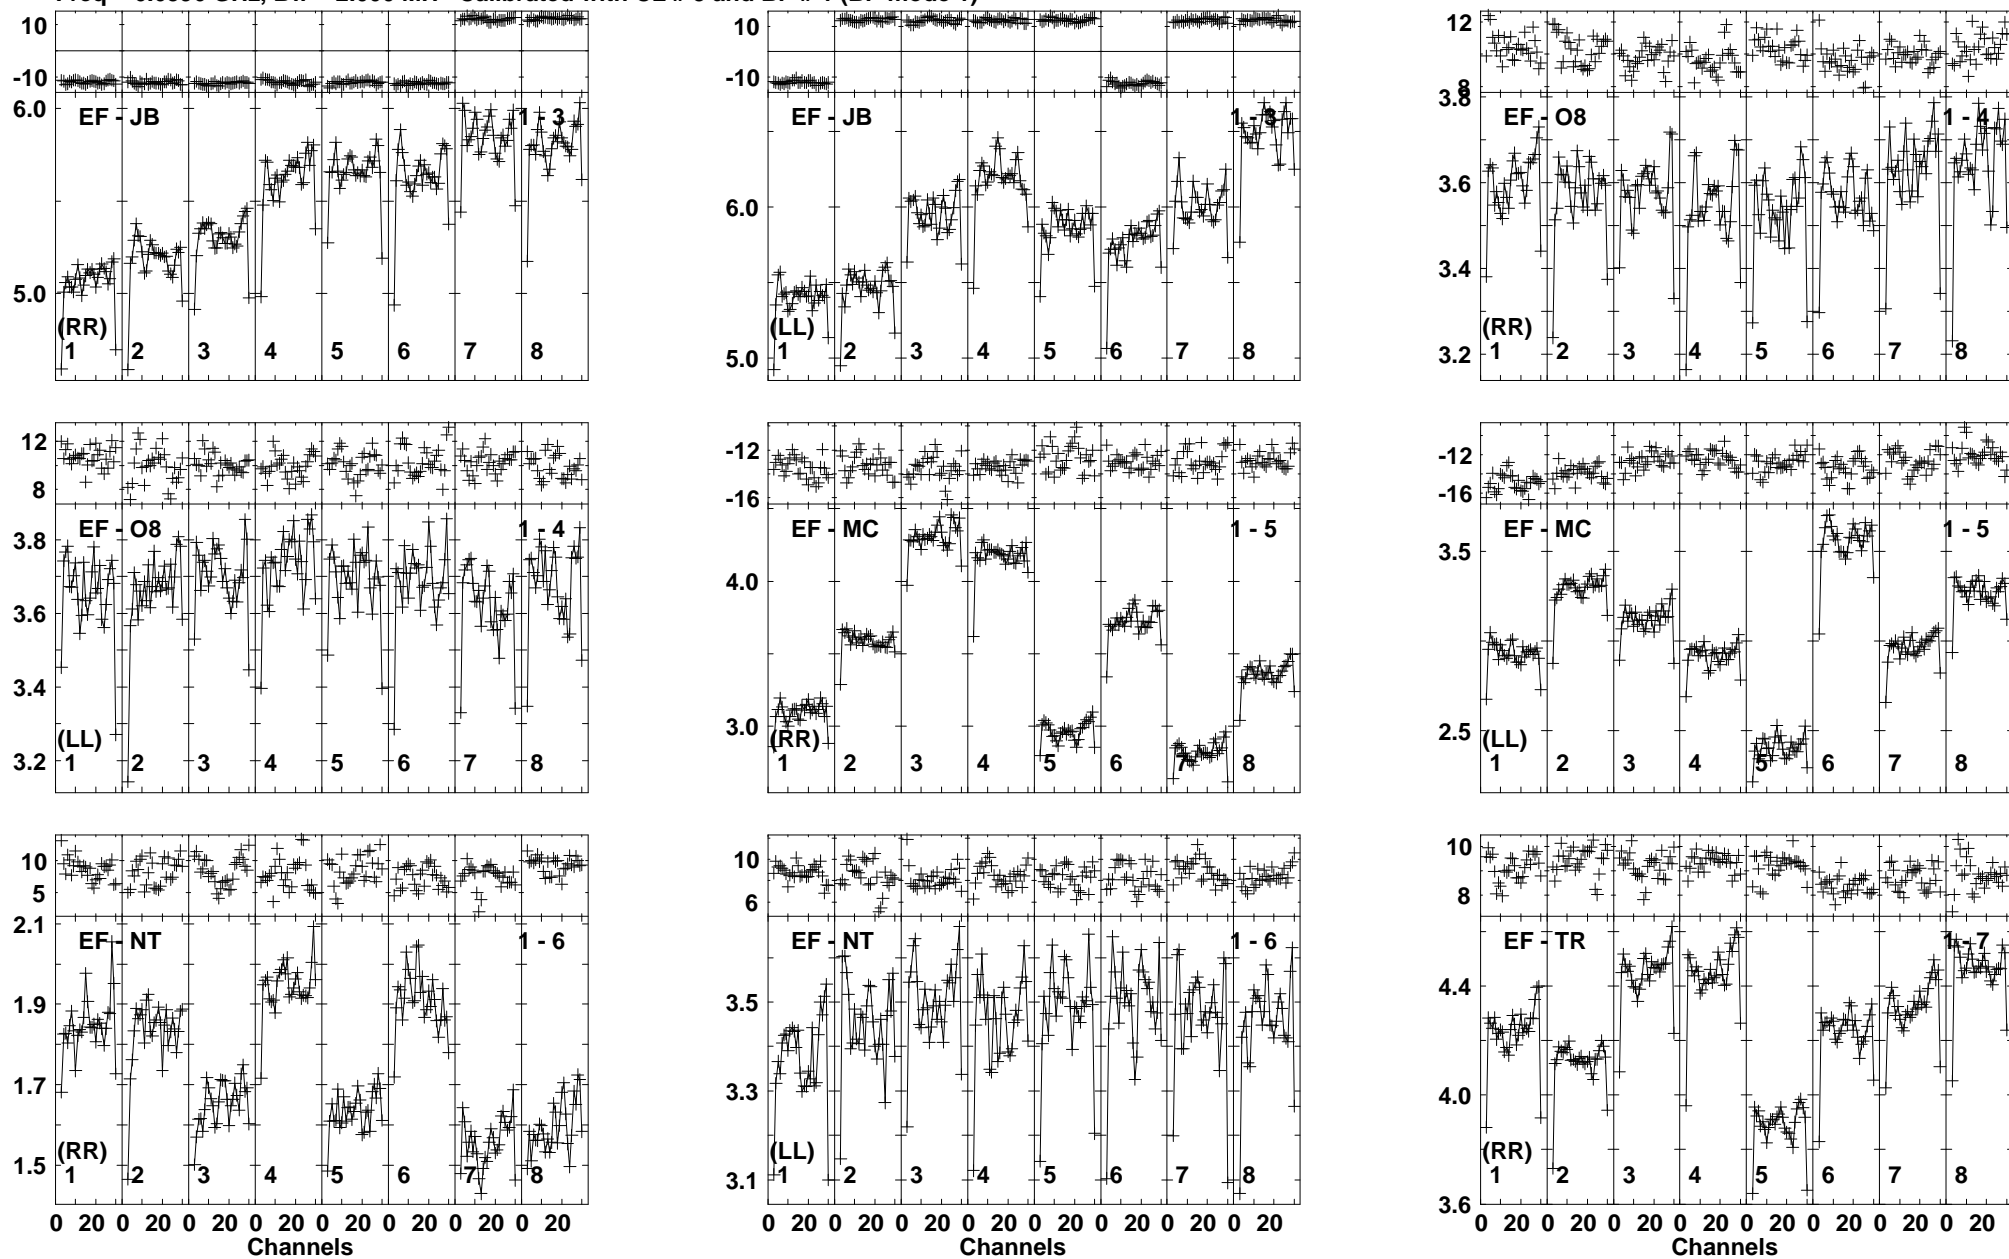 10
-10
6.0
EF - JB
1 - 3
5.0
(RR)
1 2 3 4 5 6 7 8
10
-10
EF - JB
1 - 3
6.0
(LL)
5.0
1 2 3 4 5 6 7 8
12
8
3.8
EF - O8
1 - 4
3.6
3.4
(RR)
3.2
1 2 3 4 5 6 7 8
12
8
EF - O8
1 - 4
3.8
3.6
3.4
(LL)
3.2
1 2 3 4 5 6 7 8
-12
-16
EF - MC
1 - 5
4.0
3.0
(RR)
1 2 3 4 5 6 7 8
-12
-16
EF - MC
1 - 5
3.5
2.5
(LL)
1 2 3 4 5 6 7 8
10
5
2.1
EF - NT
1 - 6
1.9
1.7
(RR)
1.5
1 2 3 4 5 6 7 8
0 20 0 20 0 20 0 20 0 20 0 20 0 20 0 20
Channels
10
6
EF - NT
1 - 6
3.5
3.3
(LL)
3.1
1 2 3 4 5 6 7 8
0 20 0 20 0 20 0 20 0 20 0 20 0 20 0 20
Channels
10
8
EF - TR
1 - 7
4.4
4.0
(RR)
3.6
1 2 3 4 5 6 7 8
0 20 0 20 0 20 0 20 0 20 0 20 0 20 0 20
Channels